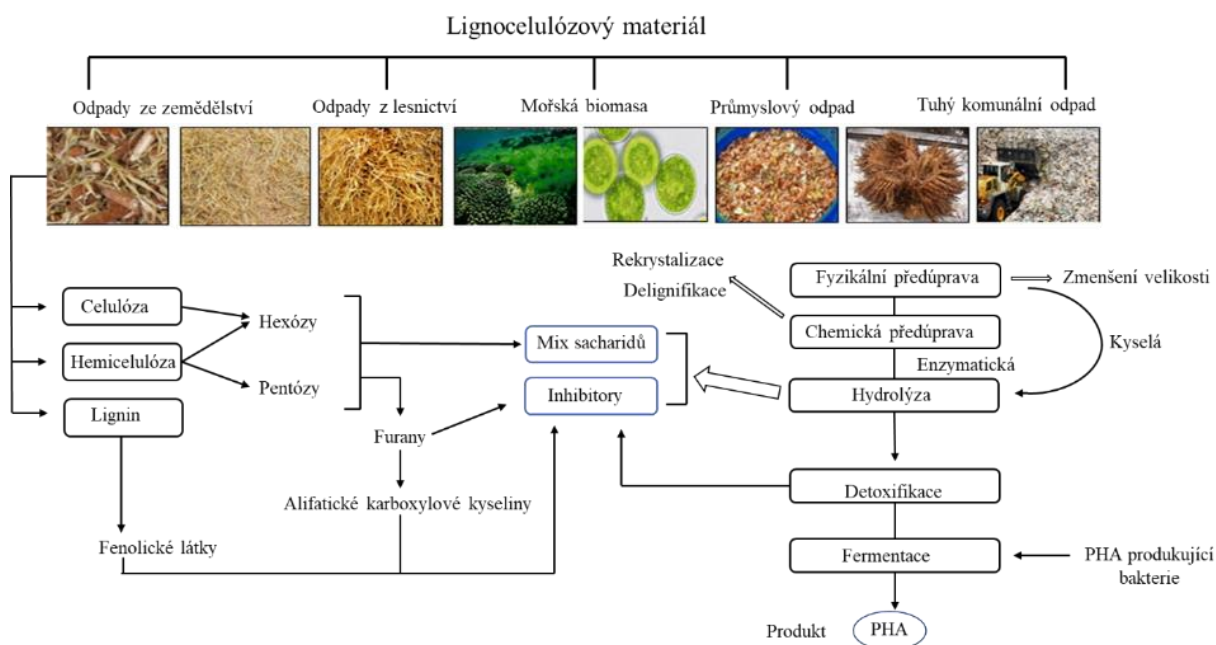 Lignocelulózový materiál
Odpady ze zemědělství
Odpady z lesnictví
Mořská biomasa
Průmyslový odpad
Tuhý komunální odpad
Rekrystalizace
Delignifikace
Fyzikální předúprava
Zmenšení velikosti
Chemická předúprava
Kyselá
Enzymatická
Hydrolýza
Celulóza
Hemicelulóza
Lignin
Hexózy
Pentózy
Mix sacharidů
Inhibitory
Furany
Alifatické karboxylové kyseliny
Fenolické látky
Detoxifikace
Fermentace
PHA produkující
bakterie
Produkt
PHA